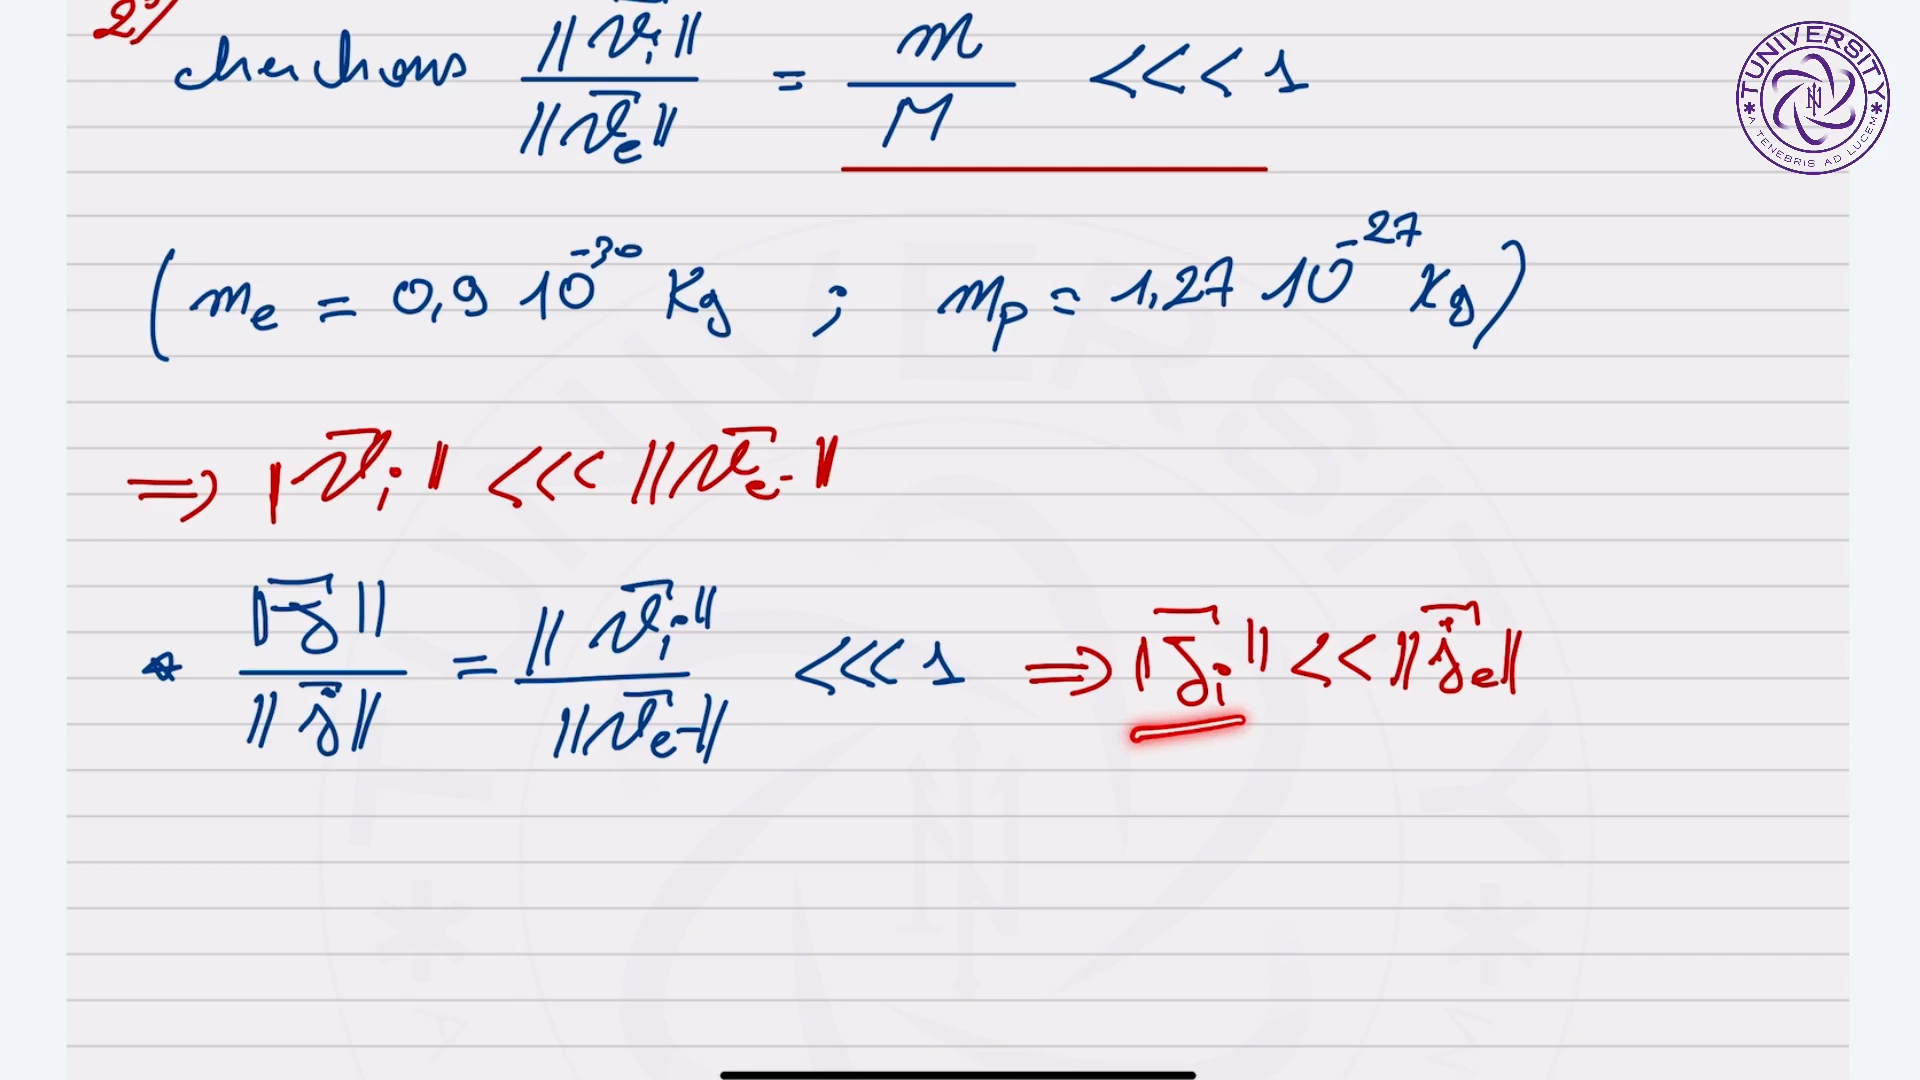 2°)
cherchons ||v⃗i|| / ||v⃗e|| = m / M <<< 1
(me = 0,9 10^-30 Kg ; mp = 1,27 10^-27 Kg)
⇒ ||v⃗i|| <<< ||v⃗e-||
* ||j⃗|| / ||j⃗|| = ||v⃗i|| / ||v⃗e-|| <<< 1 ⇒ ||j⃗i|| << ||j⃗e||
TUNIVERSITY
* A TENEBRIS AD LUCEM *